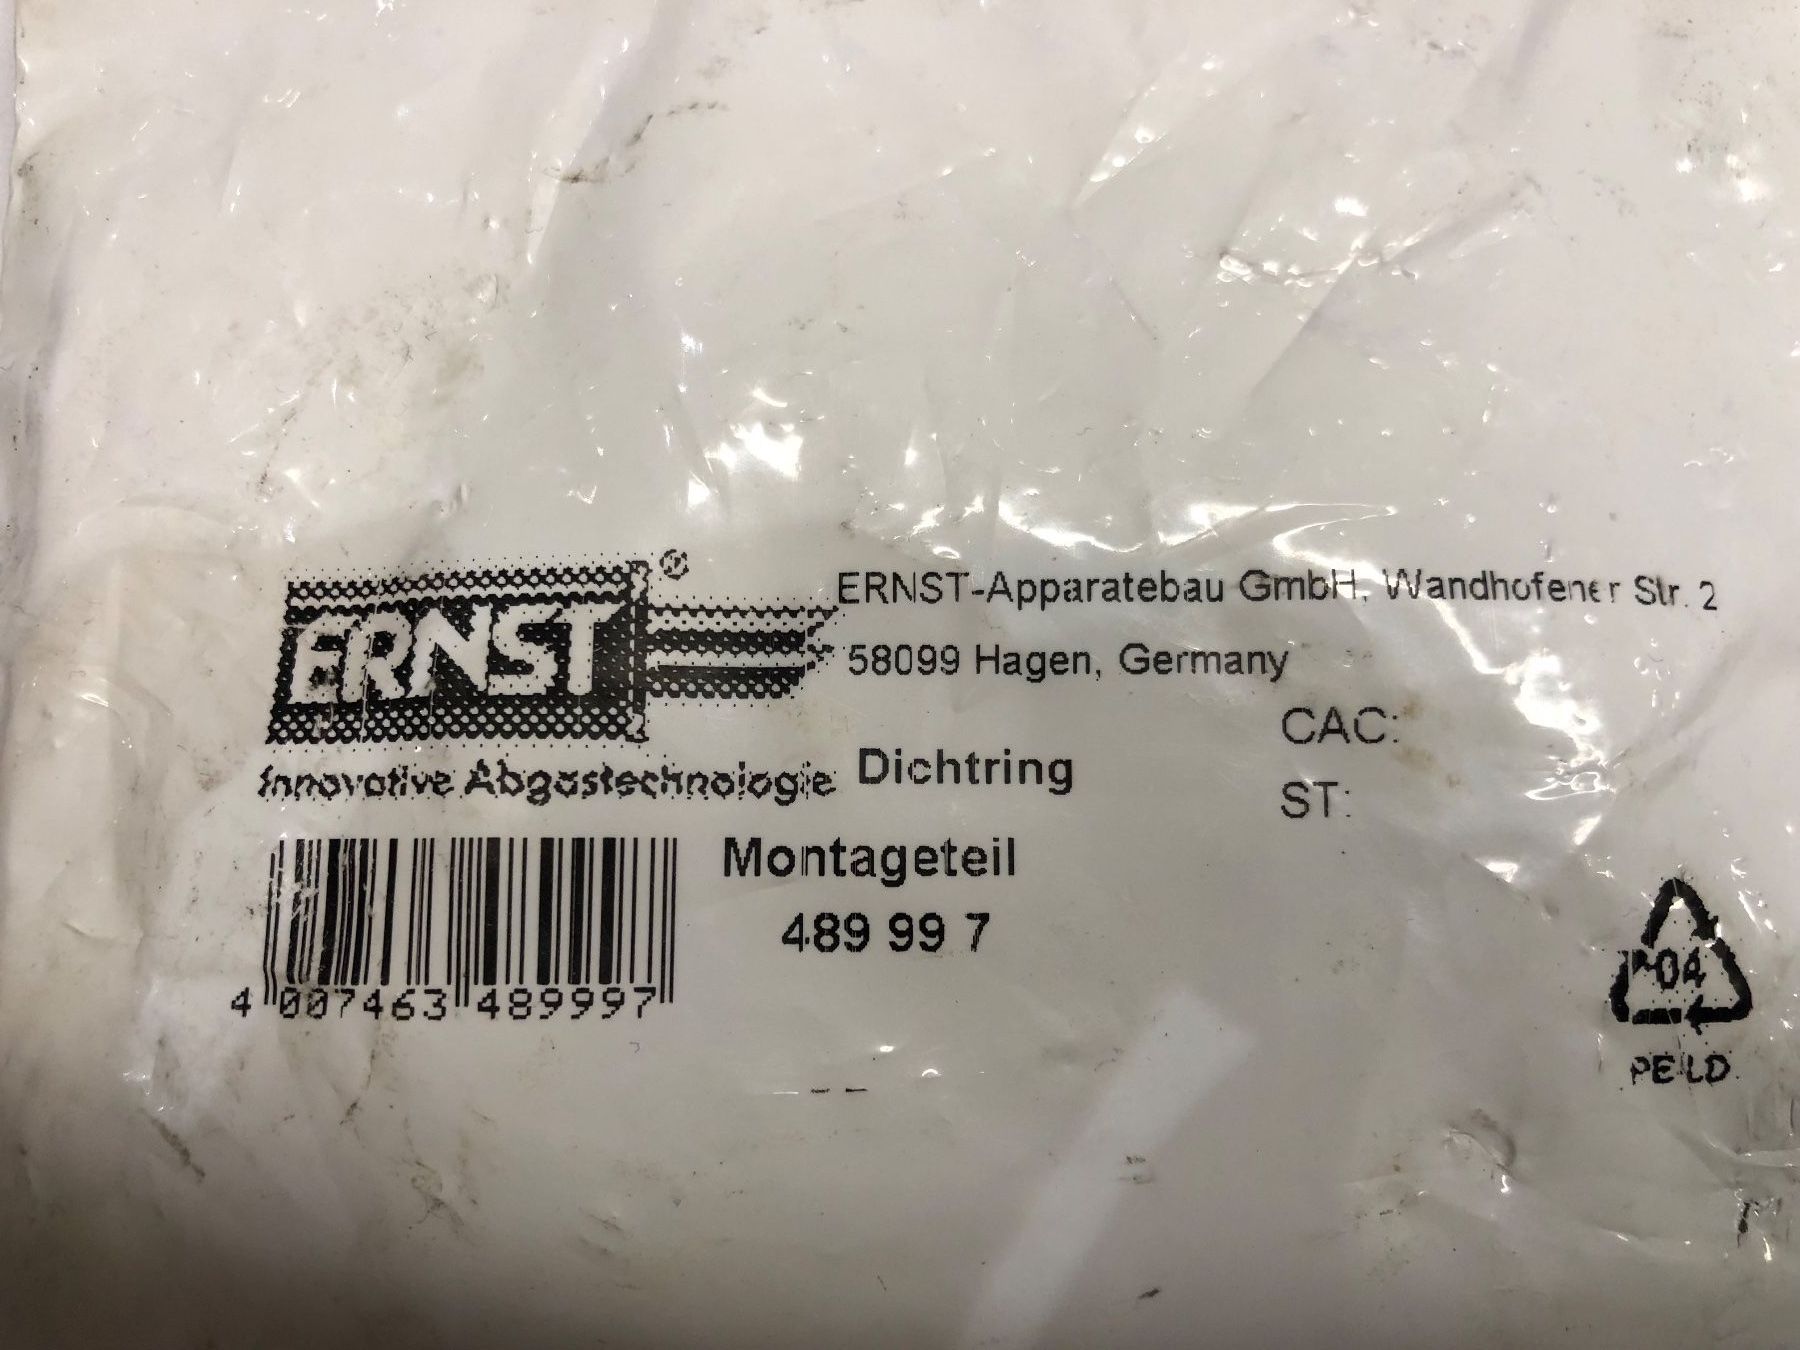 ERNST®
ERNST-Apparatebau GmbH, Wandhofener Str. 2
58099 Hagen, Germany
CAC:
Innovative Abgastechnologie
Dichtring
ST:
Montageteil
489 99 7
4 007463 489997
04
PE LD